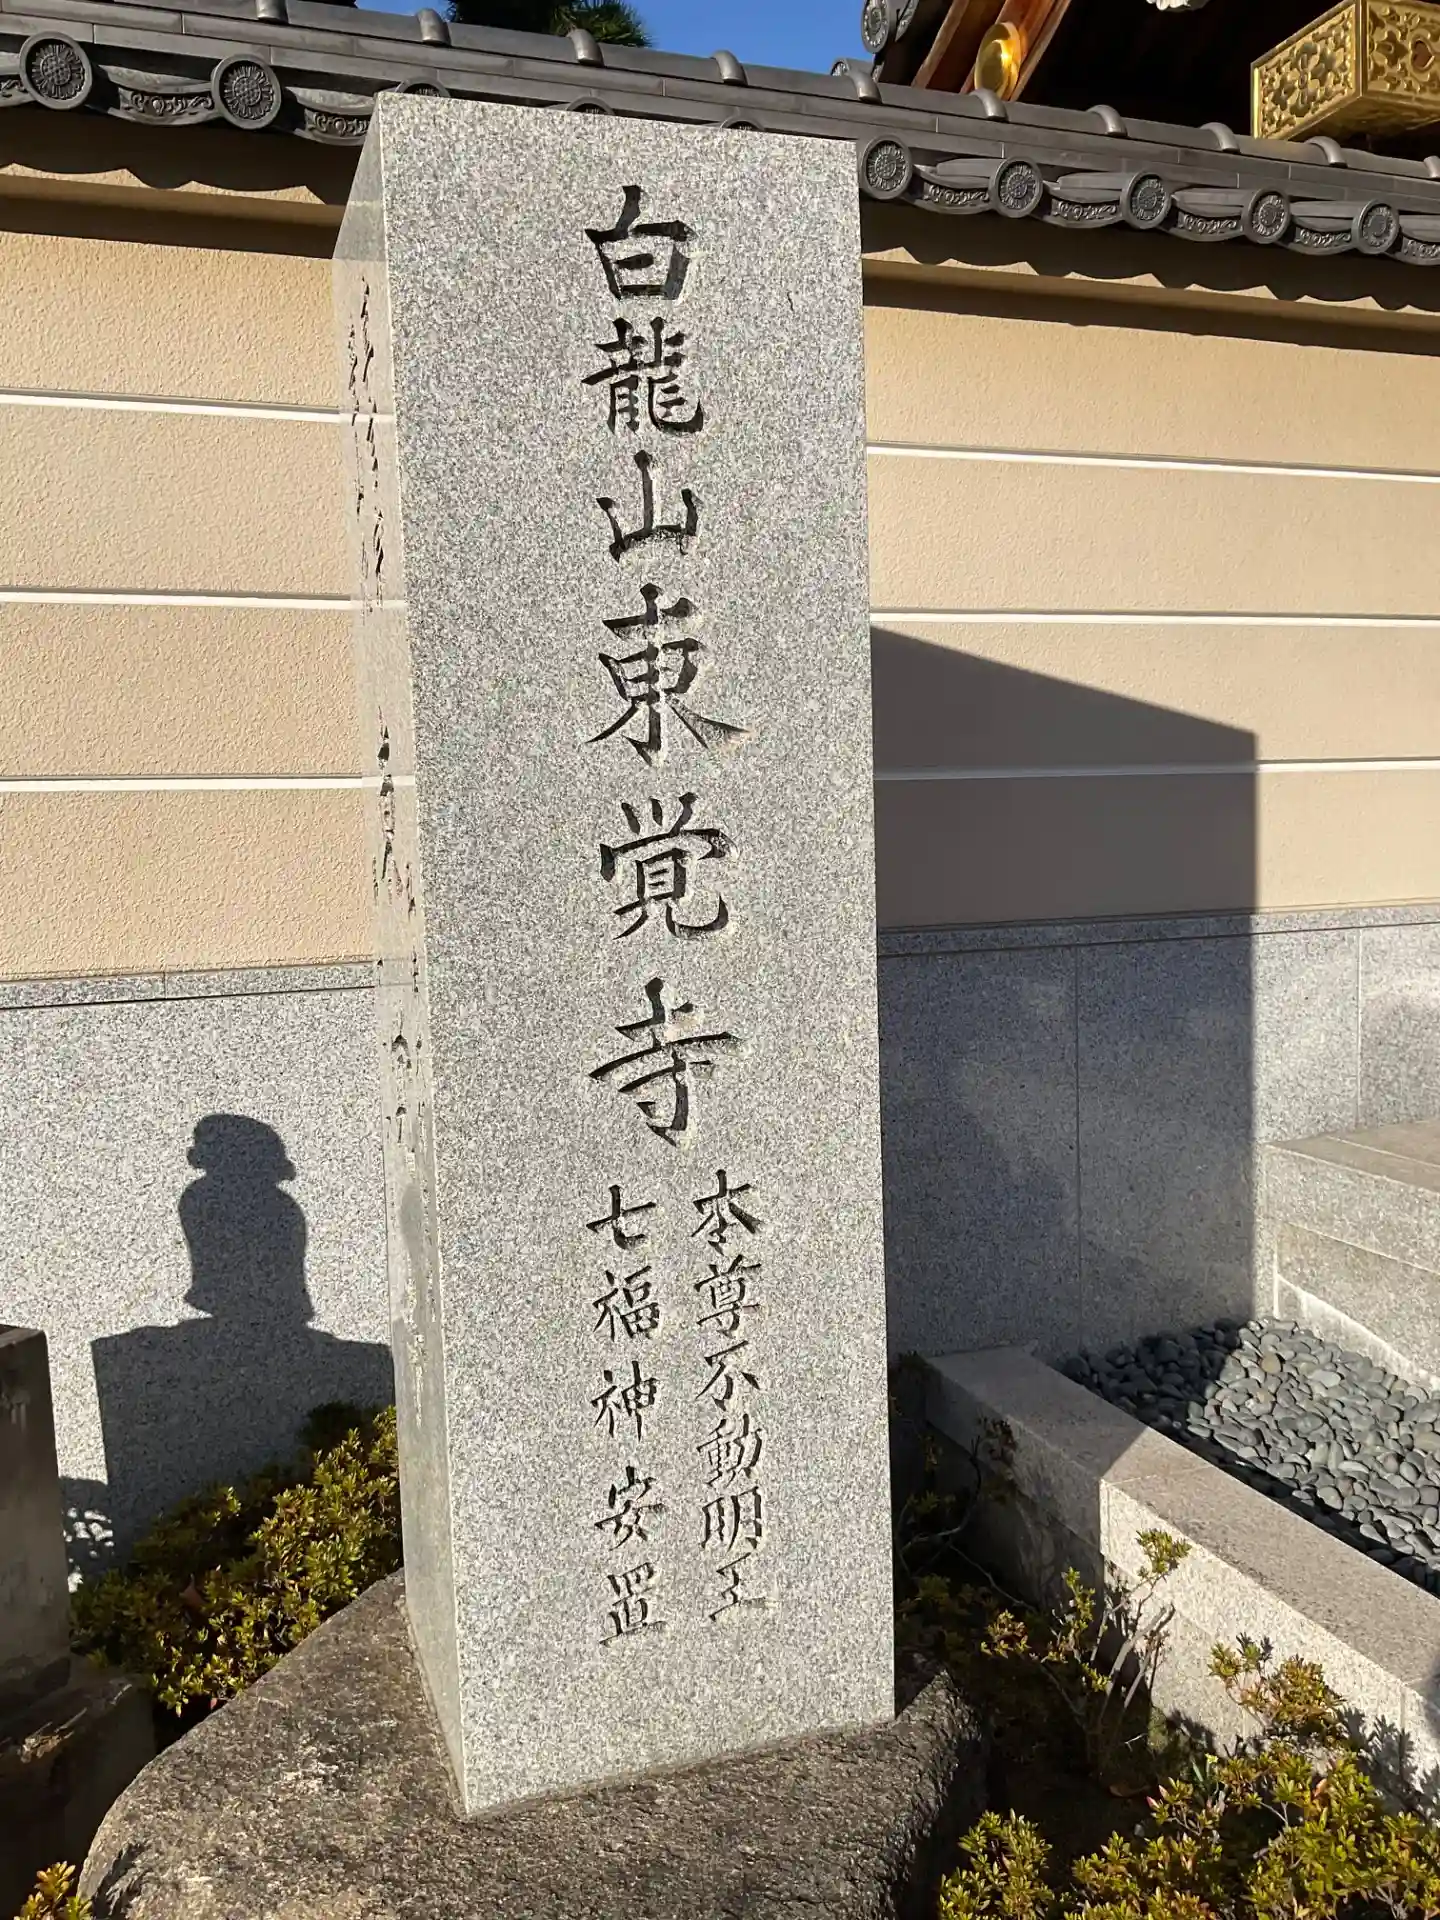 白龍山東覚寺
本尊不動明王
七福神安置